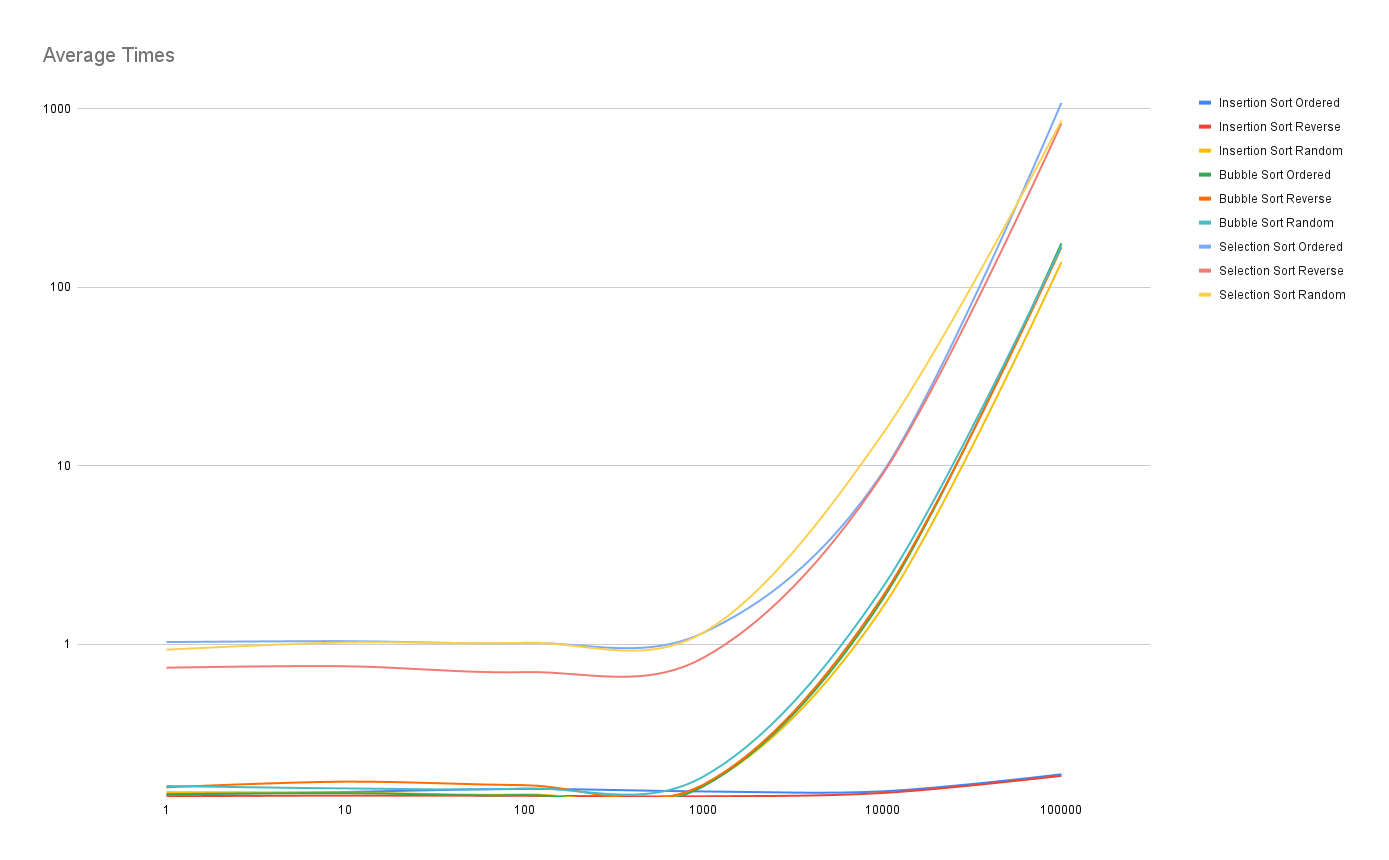 Average Times
1000
100
10
1
1 10 100 1000 10000 100000
Insertion Sort Ordered
Insertion Sort Reverse
Insertion Sort Random
Bubble Sort Ordered
Bubble Sort Reverse
Bubble Sort Random
Selection Sort Ordered
Selection Sort Reverse
Selection Sort Random